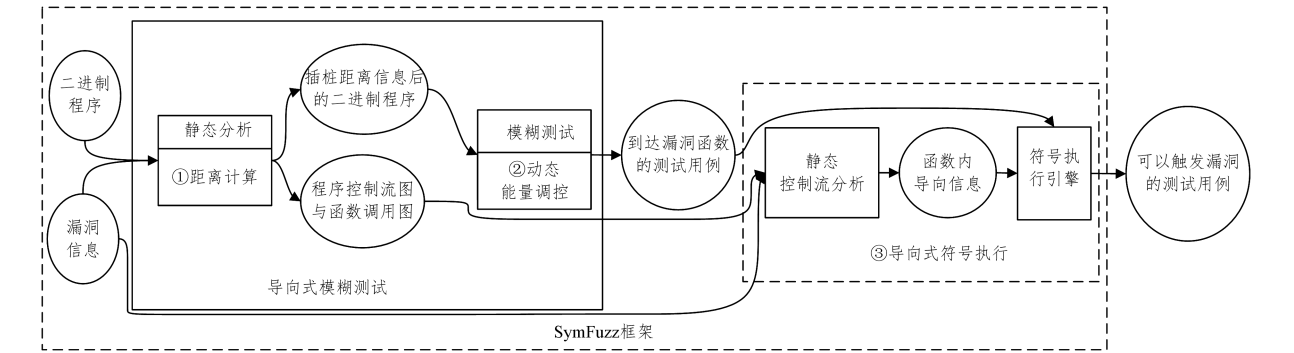 二进制
程序
漏洞
信息
静态分析
①距离计算
插桩距离信息后
的二进制程序
程序控制流图
与函数调用图
模糊测试
②动态
能量调控
导向式模糊测试
到达漏洞函数
的测试用例
静态
控制流分析
函数内
导向信息
符号执
行引擎
③导向式符号执行
可以触发漏洞
的测试用例
SymFuzz框架